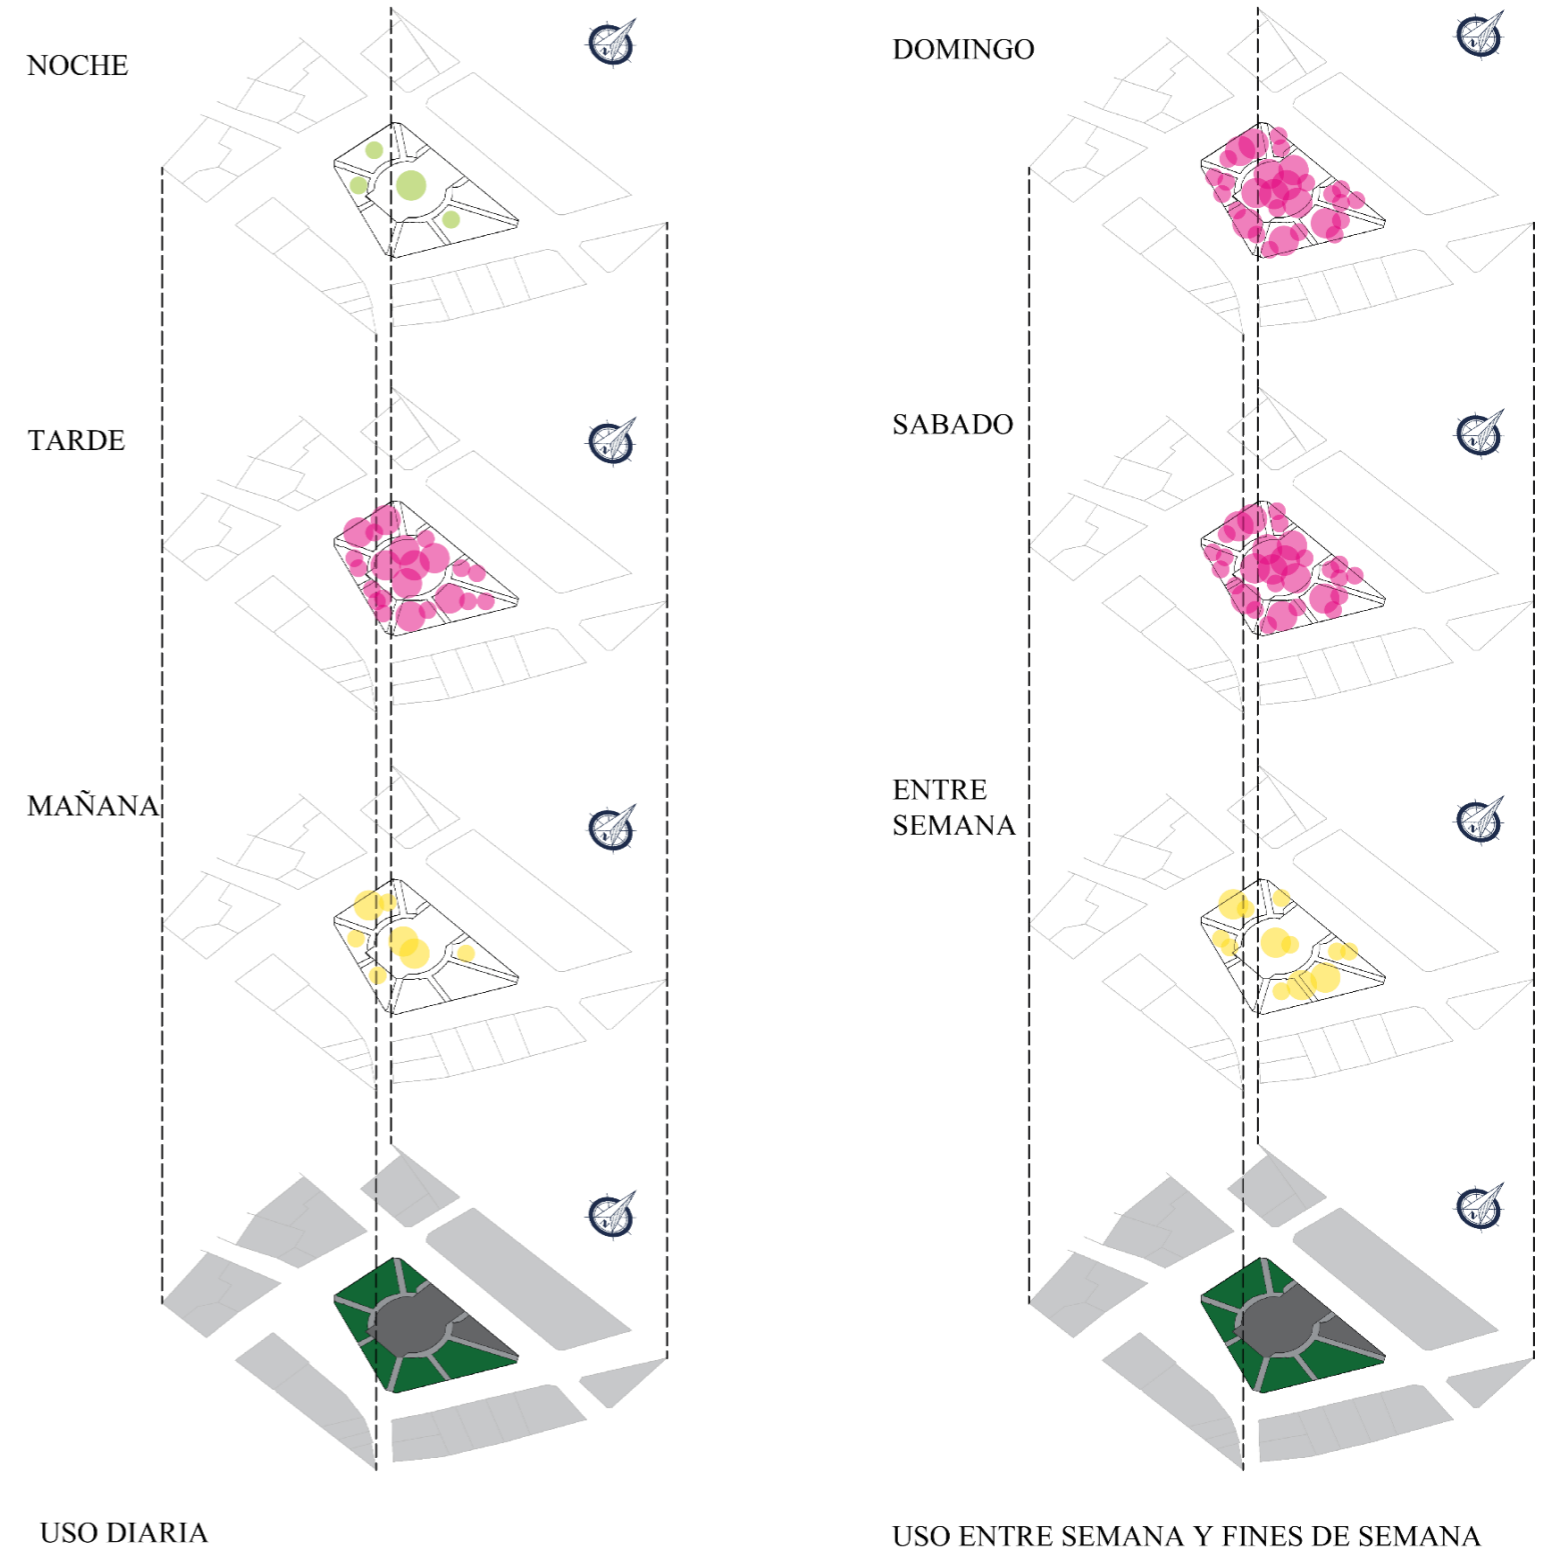 NOCHE
TARDE
MAÑANA
USO DIARIA
DOMINGO
SABADO
ENTRE
SEMANA
USO ENTRE SEMANA Y FINES DE SEMANA